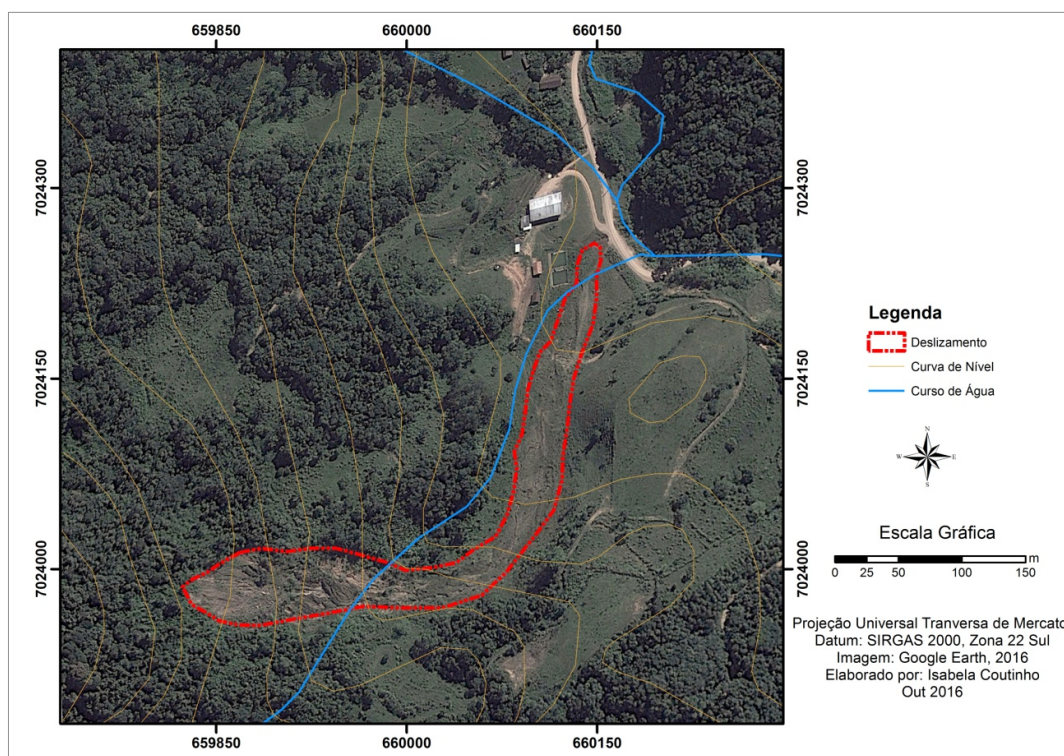 659850 660000 660150
7024300 7024300
7024150 7024150
7024000 7024000
659850 660000 660150
Legenda
Deslizamento
Curva de Nível
Curso de Água
N
W E
S
Escala Gráfica
m
0 25 50 100 150
Projeção Universal Tranversa de Mercato
Datum: SIRGAS 2000, Zona 22 Sul
Imagem: Google Earth, 2016
Elaborado por: Isabela Coutinho
Out 2016